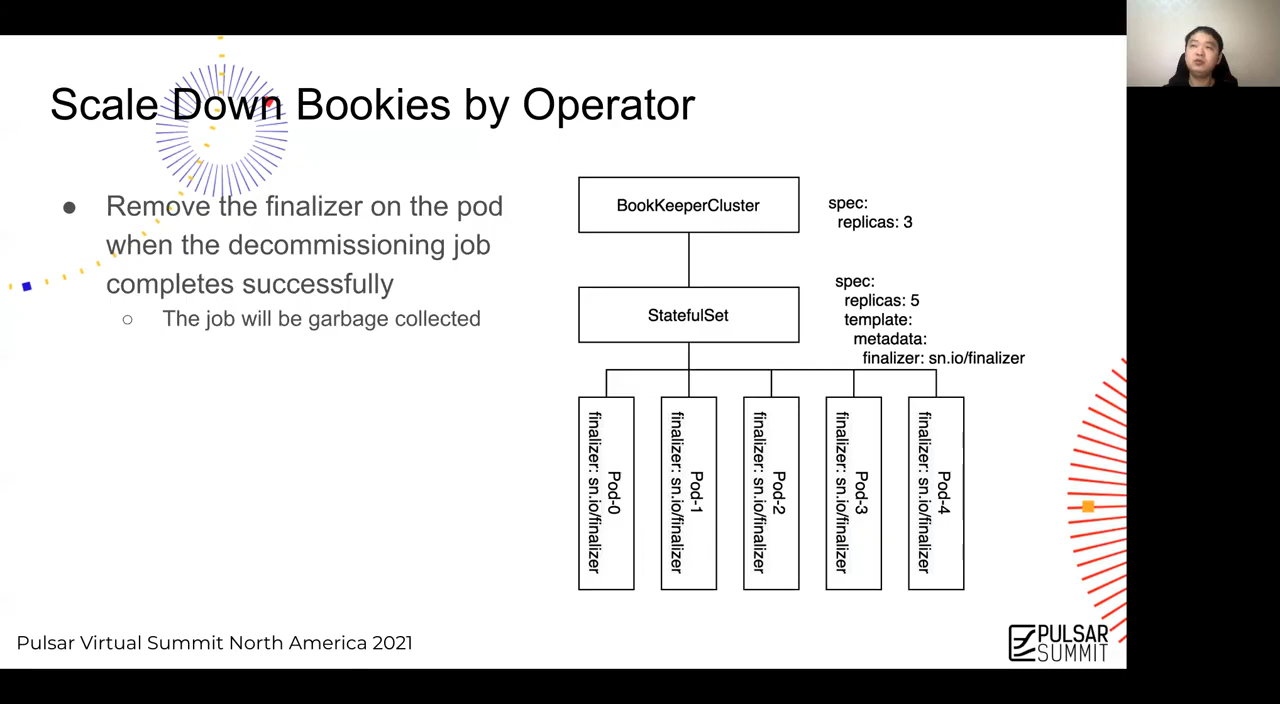 Scale Down Bookies by Operator
● Remove the finalizer on the pod
when the decommissioning job
completes successfully
○ The job will be garbage collected
BookKeeperCluster
spec:
replicas: 3
StatefulSet
spec:
replicas: 5
template:
metadata:
finalizer: sn.io/finalizer
Pod-0
finalizer: sn.io/finalizer
Pod-1
finalizer: sn.io/finalizer
Pod-2
finalizer: sn.io/finalizer
Pod-3
finalizer: sn.io/finalizer
Pod-4
finalizer: sn.io/finalizer
Pulsar Virtual Summit North America 2021
PULSAR
SUMMIT